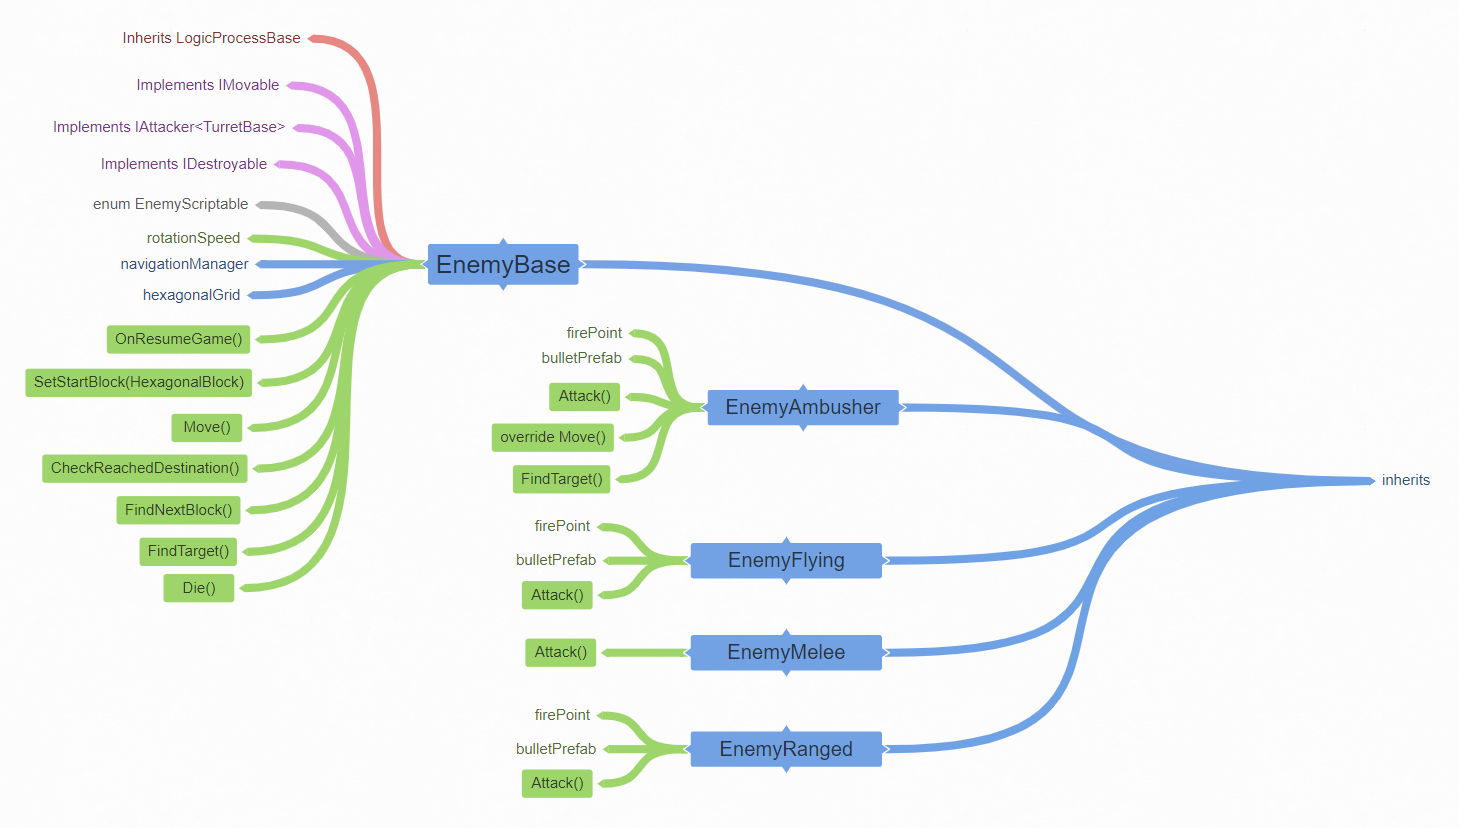 Inherits LogicProcessBase
Implements IMovable
Implements IAttacker<TurretBase>
Implements IDestroyable
enum EnemyScriptable
rotationSpeed
navigationManager
hexagonalGrid
OnResumeGame()
SetStartBlock(HexagonalBlock)
Move()
CheckReachedDestination()
FindNextBlock()
FindTarget()
Die()
EnemyBase
firePoint
bulletPrefab
Attack()
override Move()
FindTarget()
EnemyAmbusher
firePoint
bulletPrefab
Attack()
EnemyFlying
Attack()
EnemyMelee
firePoint
bulletPrefab
Attack()
EnemyRanged
inherits